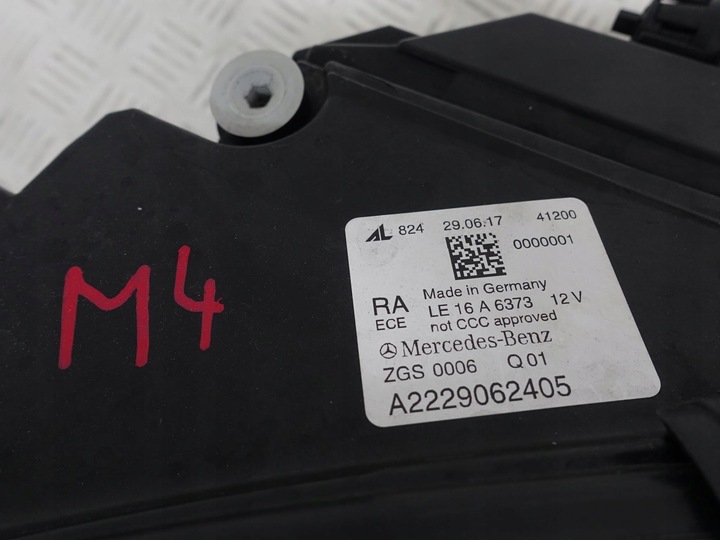 M4
AL 824 29.06.17 41200
0000001
Made in Germany
RA LE 16 A 6373 12 V
ECE not CCC approved
Mercedes-Benz
ZGS 0006 Q 01
A2229062405